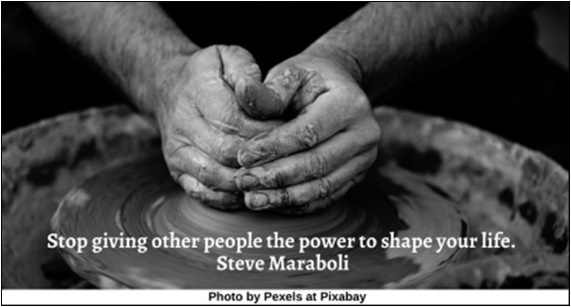 Stop giving other people the power to shape your life.
Steve Maraboli
Photo by Pexels at Pixabay